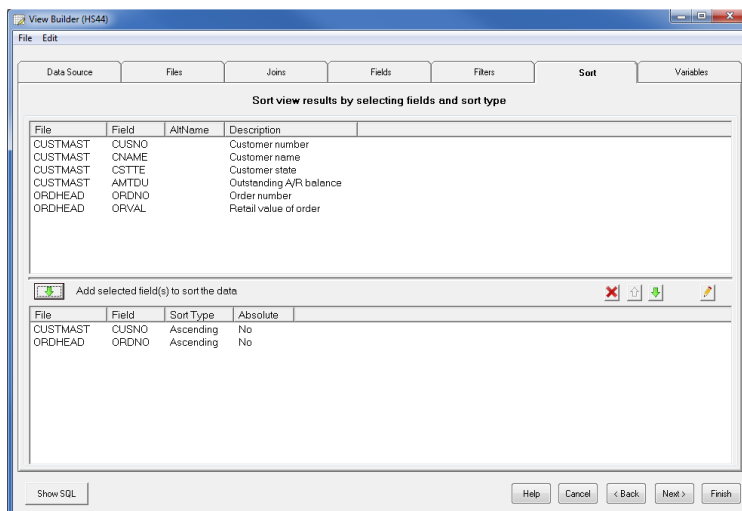 View Builder (HS44)
File Edit
Data Source Files Joins Fields Filters Sort Variables
Sort view results by selecting fields and sort type
File Field AltName Description
CUSTMAST CUSNO Customer number
CUSTMAST CNAME Customer name
CUSTMAST CSTTE Customer state
CUSTMAST AMTDU Outstanding A/R balance
ORDHEAD ORDNO Order number
ORDHEAD ORVAL Retail value of order
Add selected field(s) to sort the data
File Field Sort Type Absolute
CUSTMAST CUSNO Ascending No
ORDHEAD ORDNO Ascending No
Show SQL Help Cancel < Back Next > Finish